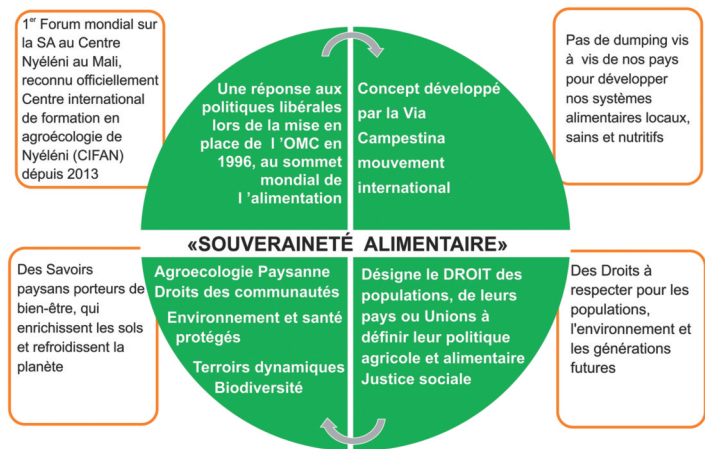 1er Forum mondial sur
la SA au Centre
Nyéléni au Mali,
reconnu officiellement
Centre international
de formation en
agroécologie de
Nyéléni (CIFAN)
dépuis 2013
Une réponse aux
politiques libérales
lors de la mise en
place de l 'OMC en
1996, au sommet
mondial de
l 'alimentation
Concept développé
par la Via
Campestina
mouvement
international
Pas de dumping vis
à vis de nos pays
pour développer
nos systèmes
alimentaires locaux,
sains et nutritifs
«SOUVERAINETÉ ALIMENTAIRE»
Des Savoirs
paysans porteurs de
bien-être, qui
enrichissent les sols
et refroidissent la
planète
Agroecologie Paysanne
Droits des communautés
Environnement et santé
protégés
Terroirs dynamiques
Biodiversité
Désigne le DROIT des
populations, de leurs
pays ou Unions à
définir leur politique
agricole et alimentaire
Justice sociale
Des Droits à
respecter pour les
populations,
l'environnement et
les générations
futures